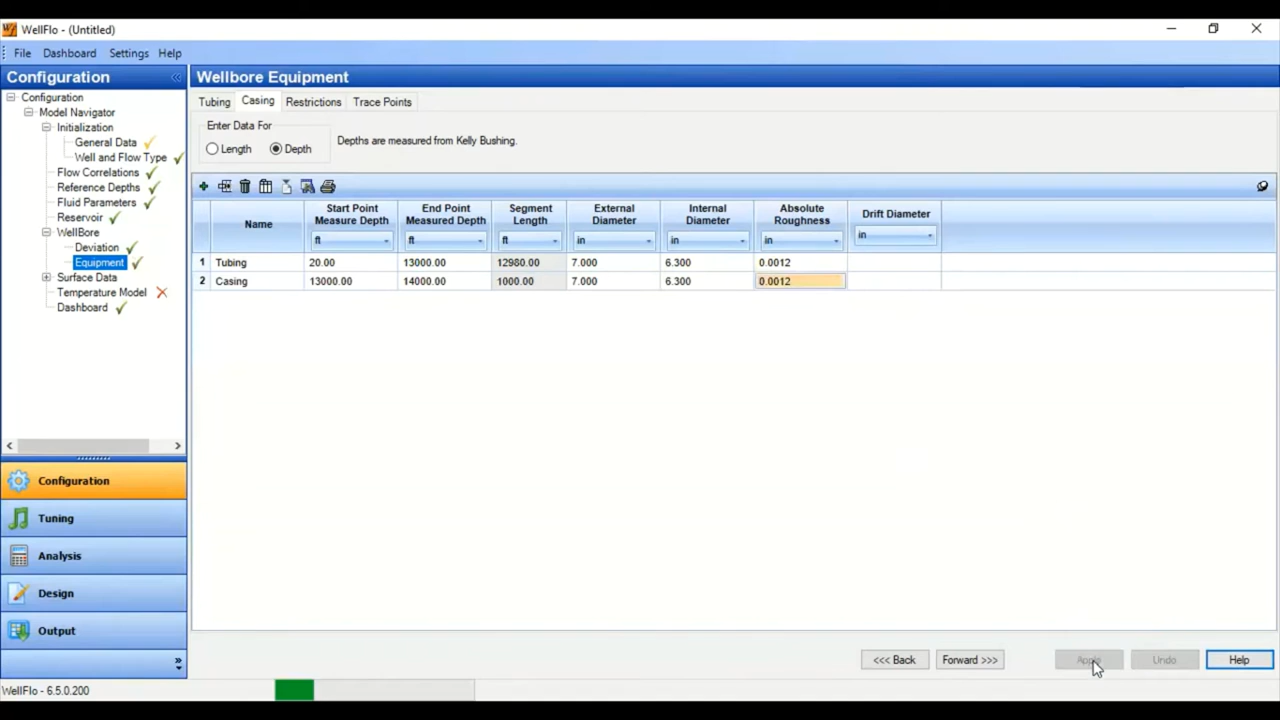 WellFlo - (Untitled)
File Dashboard Settings Help
Configuration «
Wellbore Equipment
Configuration
Model Navigator
Initialization
General Data
Well and Flow Type
Flow Correlations
Reference Depths
Fluid Parameters
Reservoir
WellBore
Deviation
Equipment
Surface Data
Temperature Model
Dashboard
Tubing Casing Restrictions Trace Points
Enter Data For
Length Depth
Depths are measured from Kelly Bushing.
Name Start Point Measure Depth End Point Measured Depth Segment Length External Diameter Internal Diameter Absolute Roughness Drift Diameter
ft ft ft in in in in
1 Tubing 20.00 13000.00 12980.00 7.000 6.300 0.0012
2 Casing 13000.00 14000.00 1000.00 7.000 6.300 0.0012
Configuration
Tuning
Analysis
Design
Output
»
<<< Back Forward >>> Apply Undo Help
WellFlo - 6.5.0.200